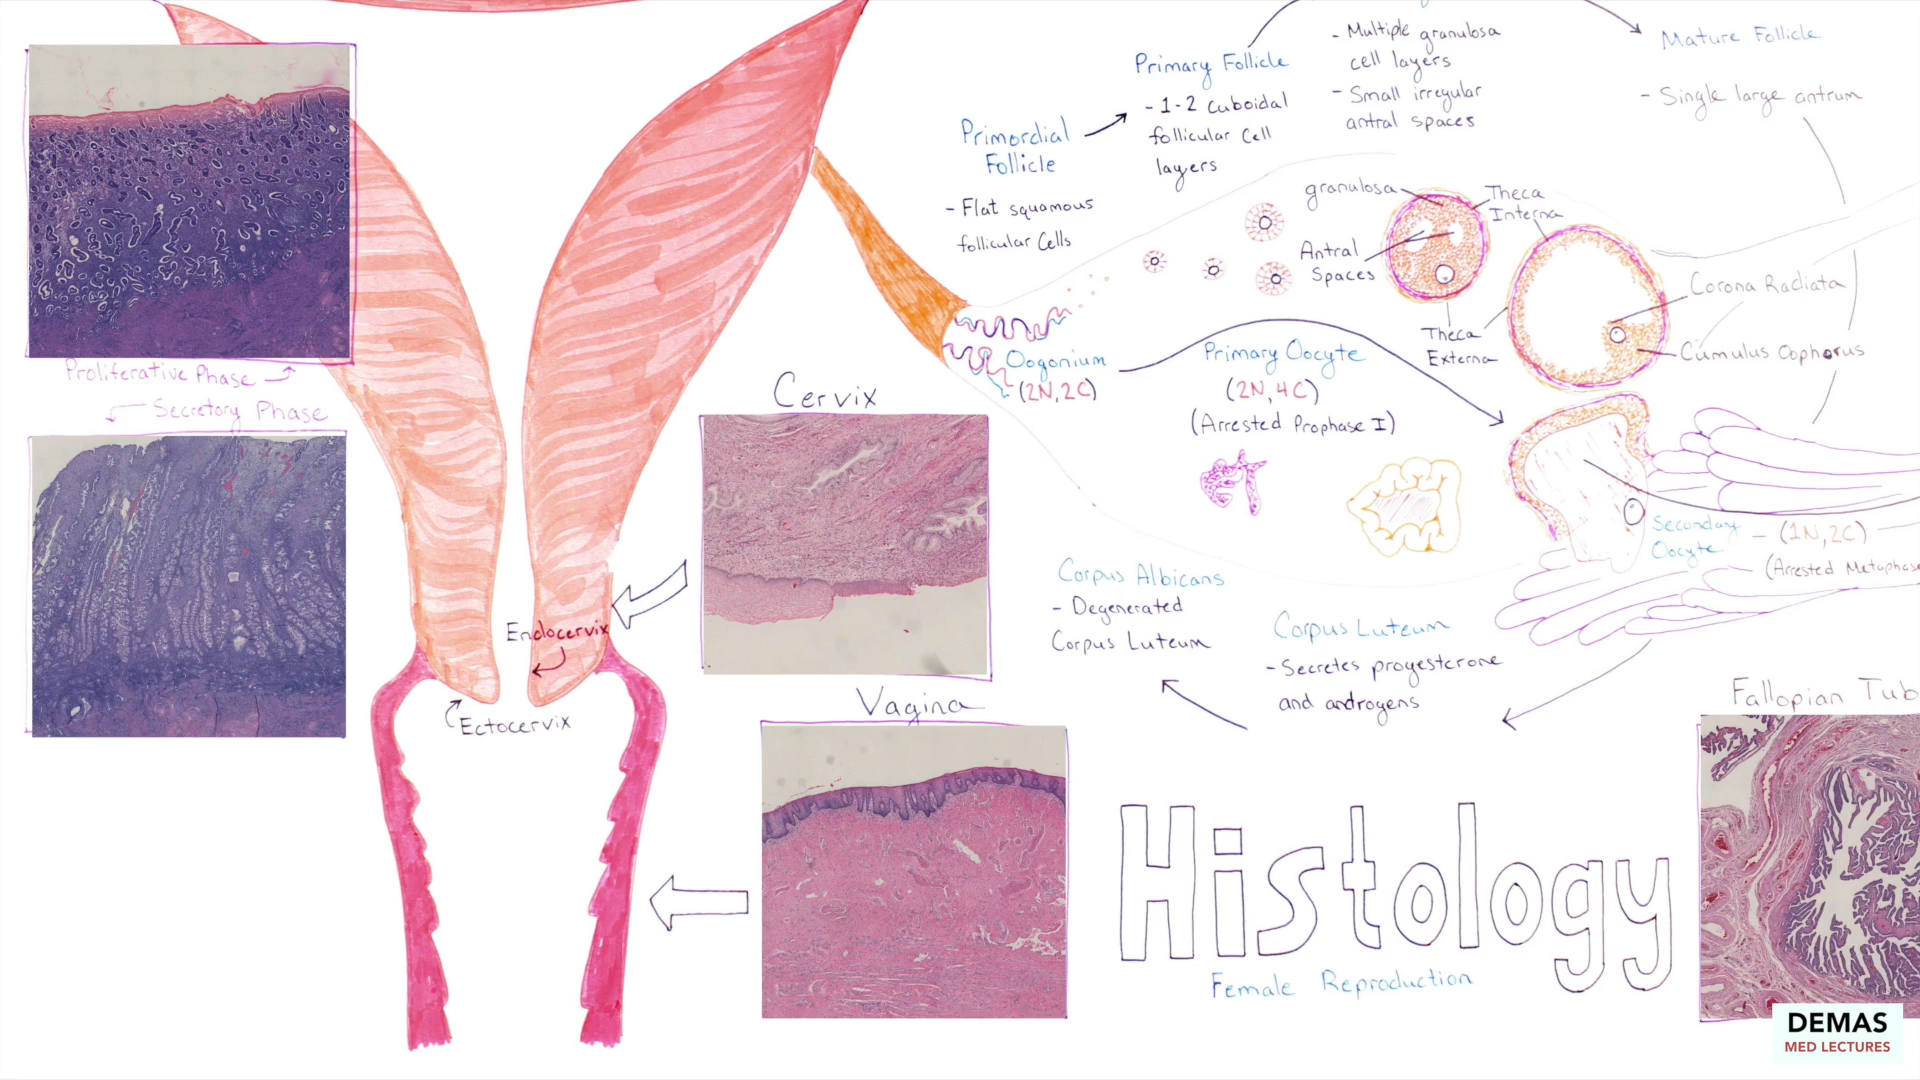 Proliferative Phase
Secretory Phase
Endocervix
Ectocervix
Cervix
Vagina
Primordial
Follicle
- Flat squamous
follicular Cells
Primary Follicle
- 1-2 cuboidal
follicular cell
layers
- Multiple granulosa
cell layers
- Small irregular
antral spaces
Mature Follicle
- Single large antrum
granulosa
Theca
Interna
Antral
Spaces
Theca
Externa
Corona Radiata
Cumulus Oophorus
Oogonium
(2N, 2C)
Primary Oocyte
(2N, 4C)
(Arrested Prophase I)
Secondary
Oocyte
- (1N, 2C)
(Arrested Metaphase
Corpus Albicans
- Degenerated
Corpus Luteum
Corpus Luteum
- Secretes progesterone
and androgens
Fallopian Tub
Histology
Female Reproduction
DEMAS
MED LECTURES